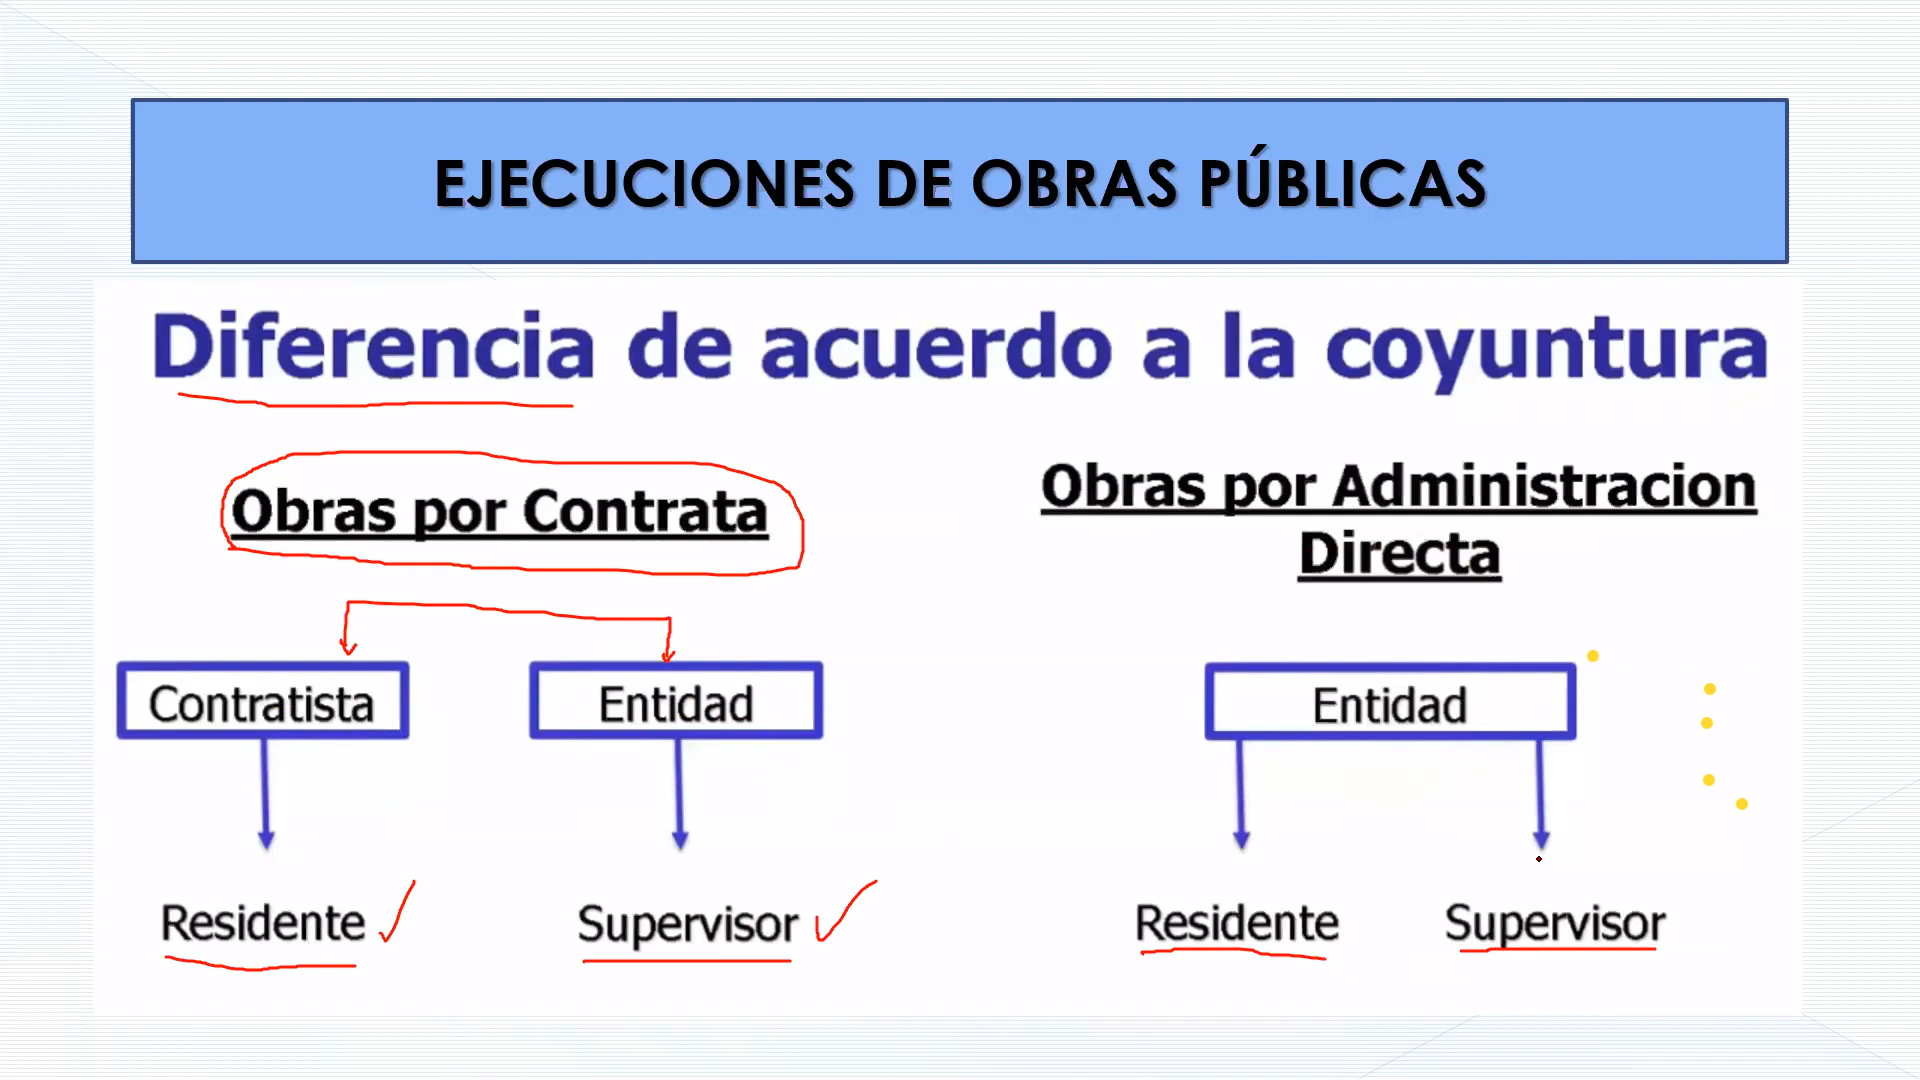 EJECUCIONES DE OBRAS PÚBLICAS
Diferencia de acuerdo a la coyuntura
Obras por Contrata
Contratista
Entidad
Residente
Supervisor
Obras por Administracion
Directa
Entidad
Residente
Supervisor